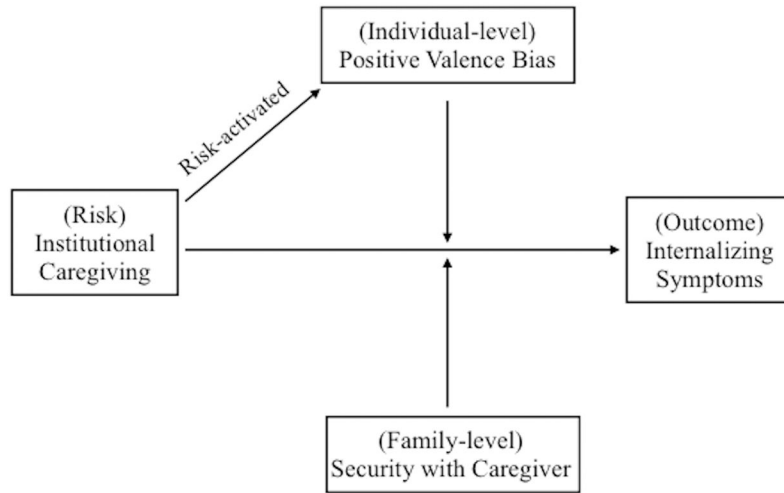 (Individual-level)
Positive Valence Bias
Risk-activated
(Risk)
Institutional
Caregiving
(Outcome)
Internalizing
Symptoms
(Family-level)
Security with Caregiver